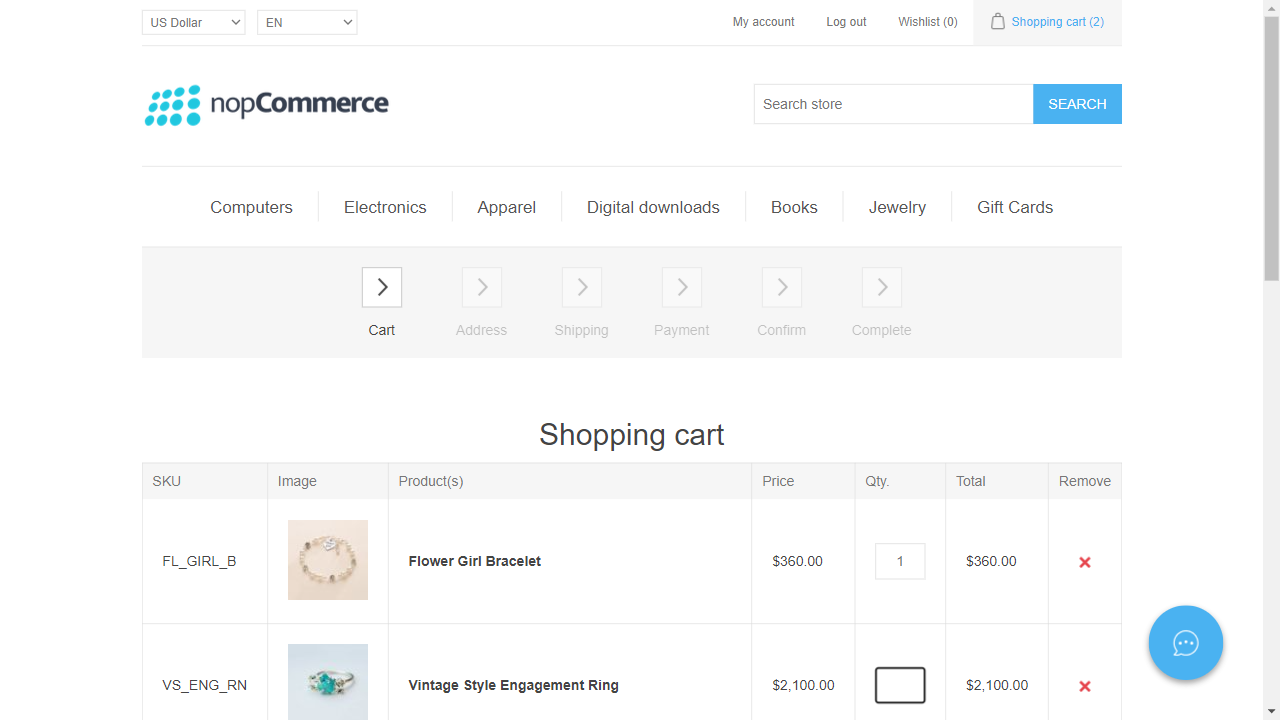 US Dollar EN My account Log out Wishlist (0) Shopping cart (2)
nopCommerce Search store SEARCH
Computers Electronics Apparel Digital downloads Books Jewelry Gift Cards
Cart Address Shipping Payment Confirm Complete
Shopping cart
SKU Image Product(s) Price Qty. Total Remove
FL_GIRL_B Flower Girl Bracelet $360.00 1 $360.00
VS_ENG_RN Vintage Style Engagement Ring $2,100.00 $2,100.00